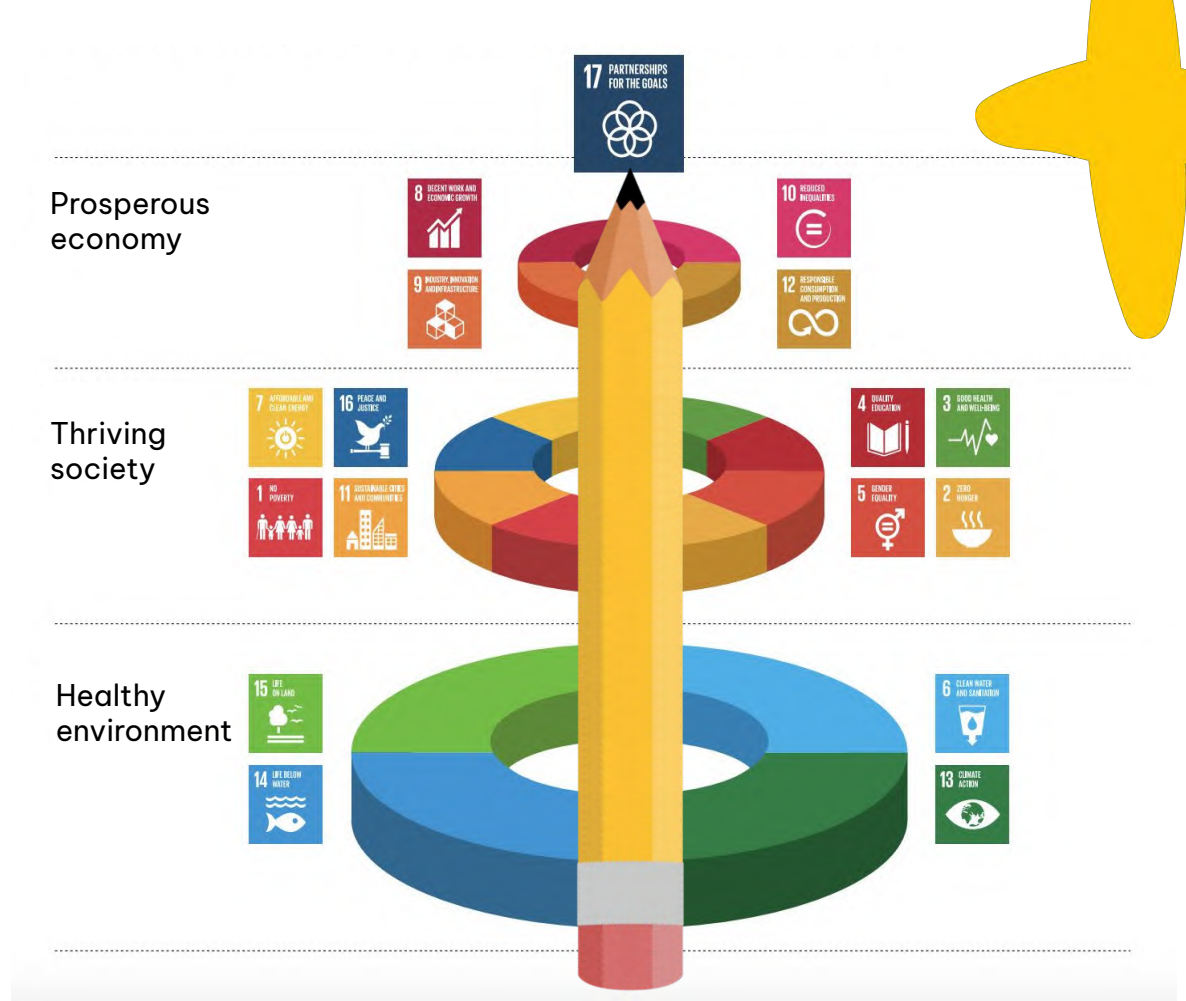 17 PARTNERSHIPS
FOR THE GOALS
Prosperous
economy
8 DECENT WORK AND
ECONOMIC GROWTH
10 REDUCED
INEQUALITIES
9 INDUSTRY, INNOVATION
AND INFRASTRUCTURE
12 RESPONSIBLE
CONSUMPTION
AND PRODUCTION
Thriving
society
7 AFFORDABLE AND
CLEAN ENERGY
16 PEACE AND
JUSTICE
4 QUALITY
EDUCATION
3 GOOD HEALTH
AND WELL-BEING
1 NO
POVERTY
11 SUSTAINABLE CITIES
AND COMMUNITIES
5 GENDER
EQUALITY
2 ZERO
HUNGER
Healthy
environment
15 LIFE
ON LAND
6 CLEAN WATER
AND SANITATION
14 LIFE BELOW
WATER
13 CLIMATE
ACTION